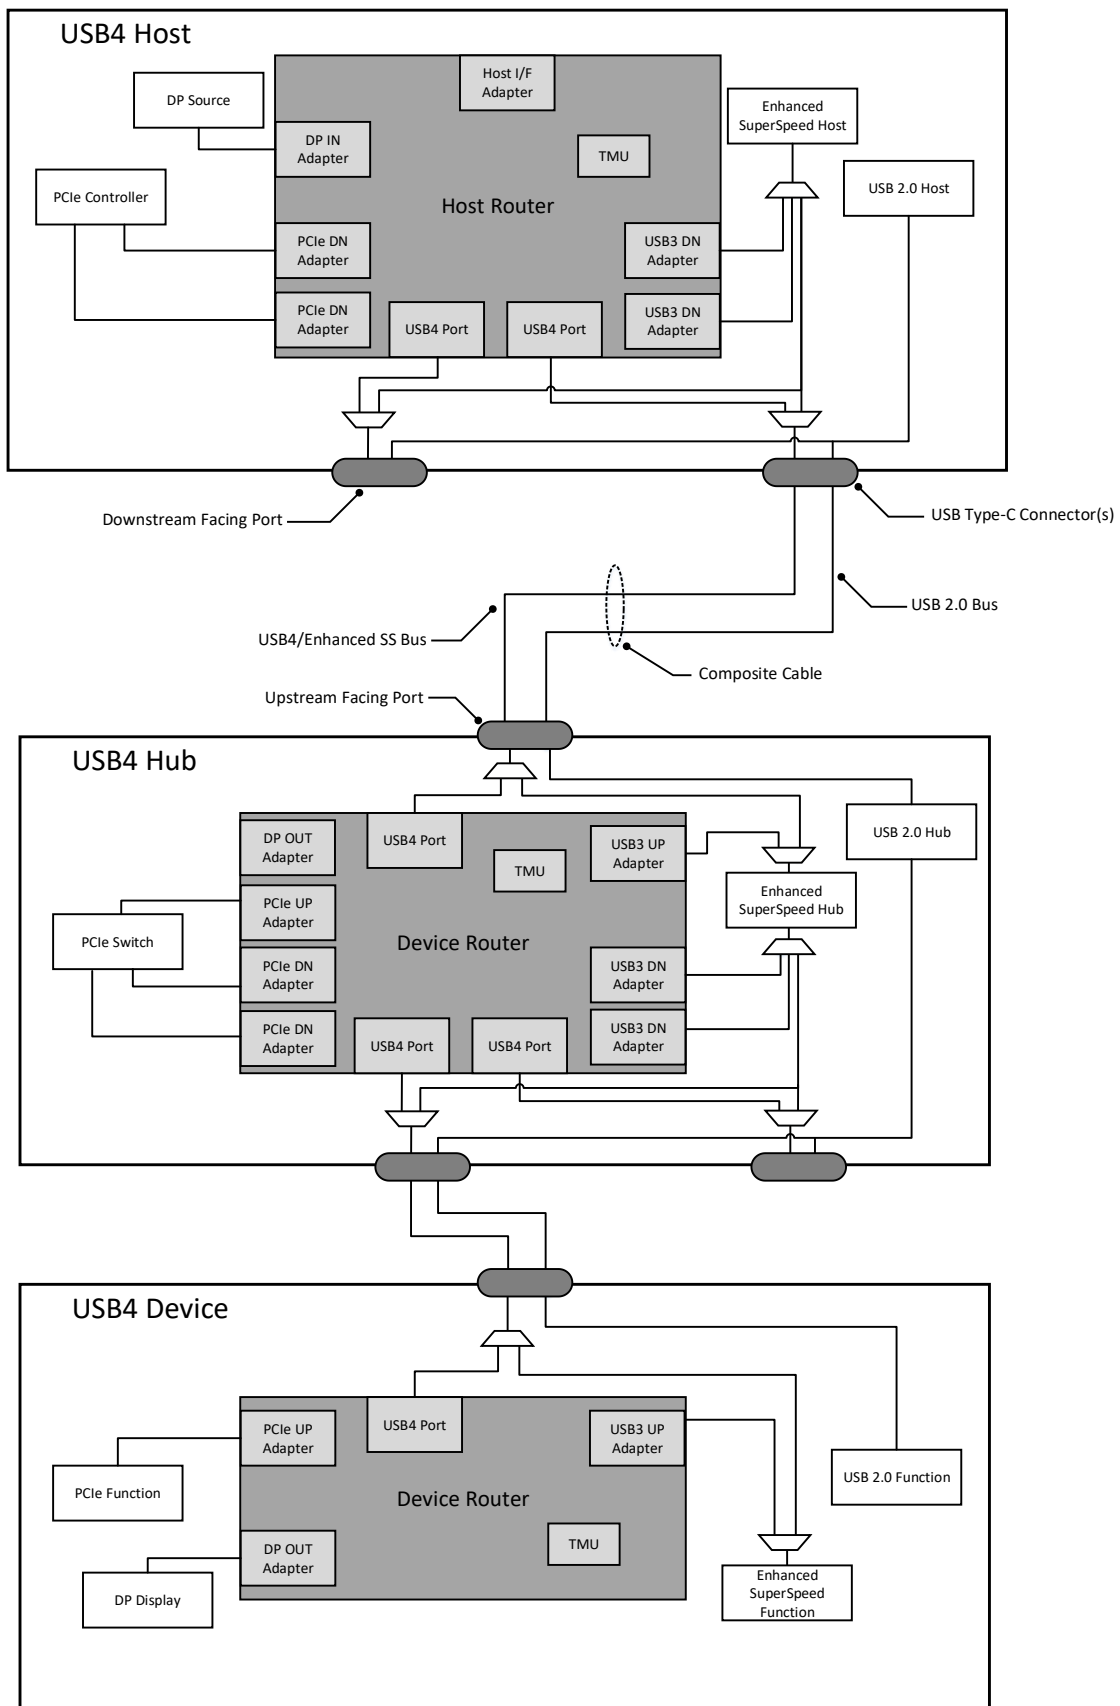 USB4 Host
Host I/F
Adapter
DP Source
Enhanced
SuperSpeed Host
DP IN
Adapter
TMU
PCIe Controller
USB 2.0 Host
Host Router
PCIe DN
Adapter
USB3 DN
Adapter
PCIe DN
Adapter
USB4 Port
USB4 Port
USB3 DN
Adapter
Downstream Facing Port
USB Type-C Connector(s)
USB 2.0 Bus
USB4/Enhanced SS Bus
Composite Cable
Upstream Facing Port
USB4 Hub
DP OUT
Adapter
USB4 Port
USB3 UP
Adapter
USB 2.0 Hub
TMU
PCIe UP
Adapter
Enhanced
SuperSpeed Hub
PCIe Switch
Device Router
PCIe DN
Adapter
USB3 DN
Adapter
PCIe DN
Adapter
USB4 Port
USB4 Port
USB3 DN
Adapter
USB4 Device
PCIe UP
Adapter
USB4 Port
USB3 UP
Adapter
USB 2.0 Function
PCIe Function
Device Router
DP OUT
Adapter
TMU
DP Display
Enhanced
SuperSpeed
Function